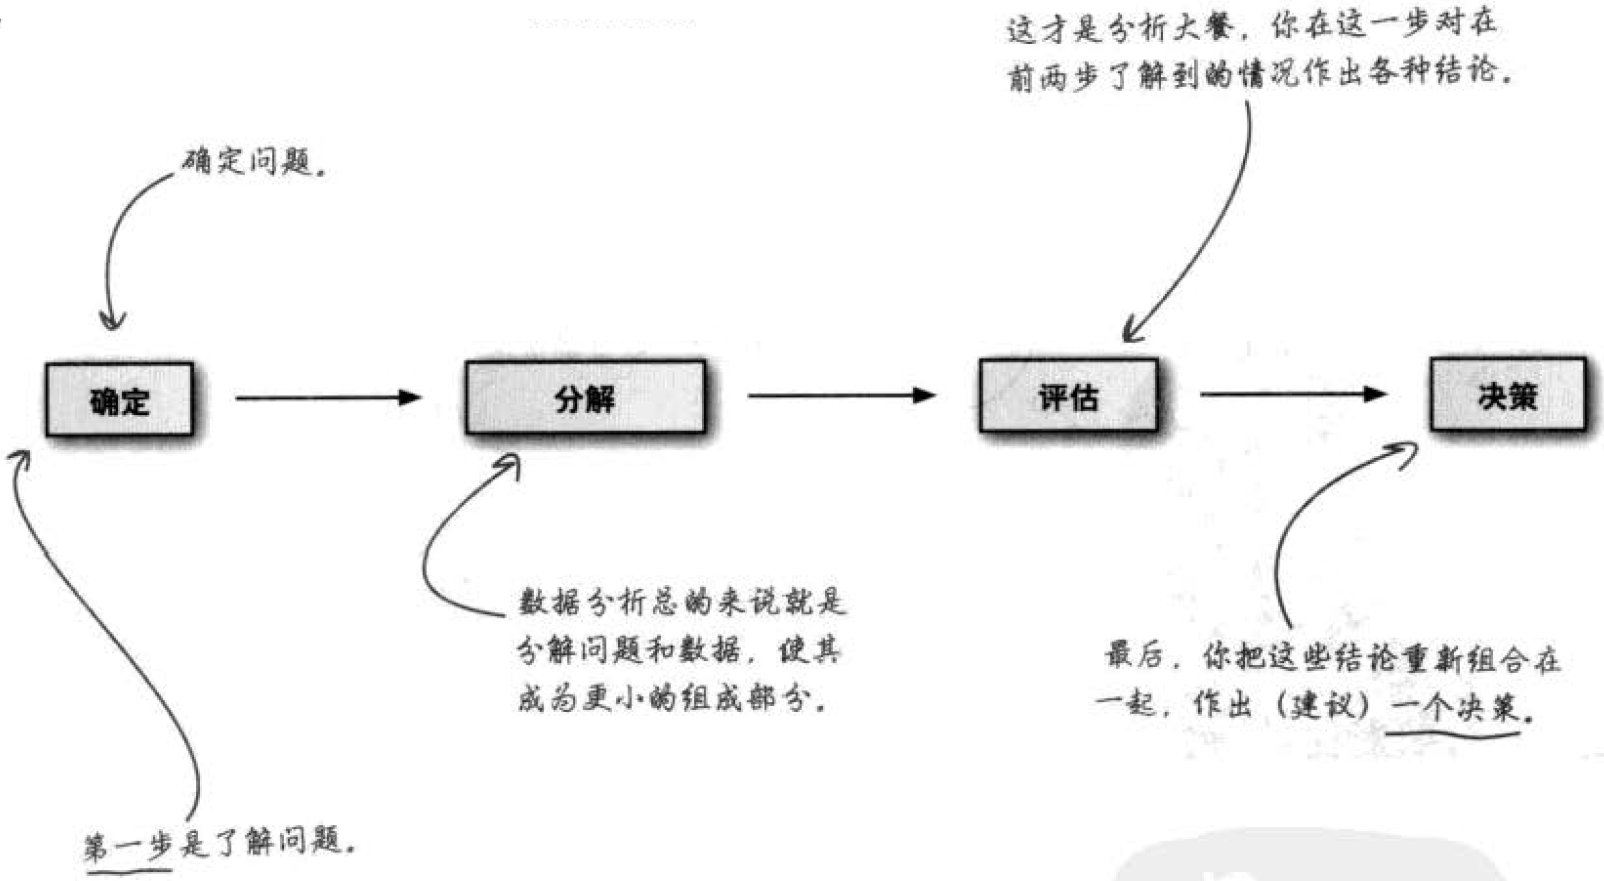 这才是分析大餐，你在这一步对在
前两步了解到的情况作出各种结论。
确定问题。
确定
分解
评估
决策
数据分析总的来说就是
分解问题和数据，使其
成为更小的组成部分。
最后，你把这些结论重新组合在
一起，作出（建议）一个决策。
第一步是了解问题。